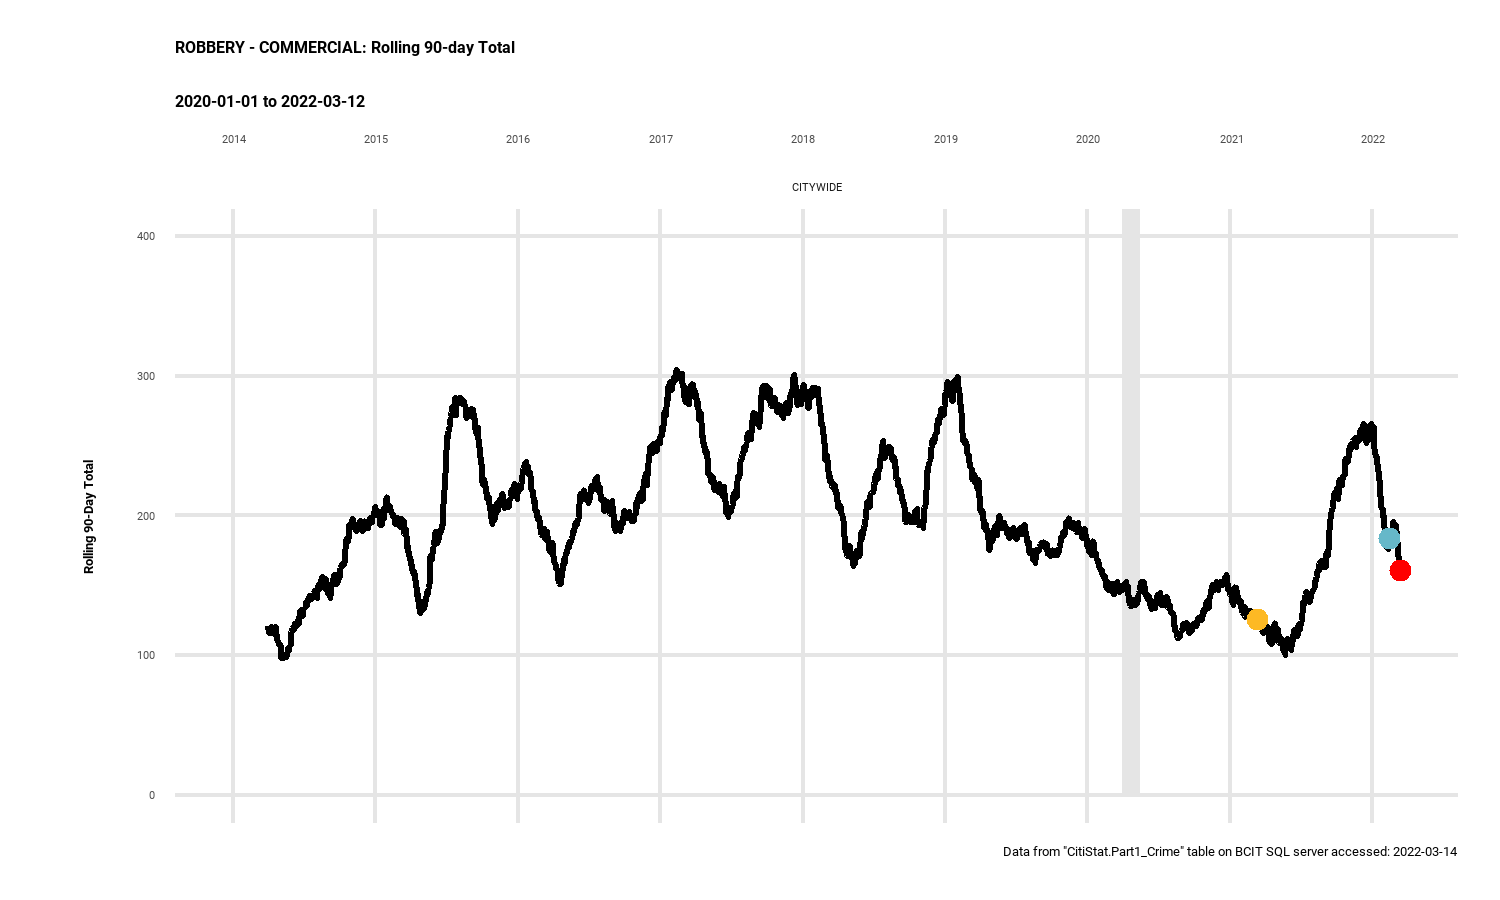 ROBBERY - COMMERCIAL: Rolling 90-day Total
2020-01-01 to 2022-03-12
2014 2015 2016 2017 2018 2019 2020 2021 2022
CITYWIDE
400
300
200
100
0
Rolling 90-Day Total
Data from "CitiStat.Part1_Crime" table on BCIT SQL server accessed: 2022-03-14